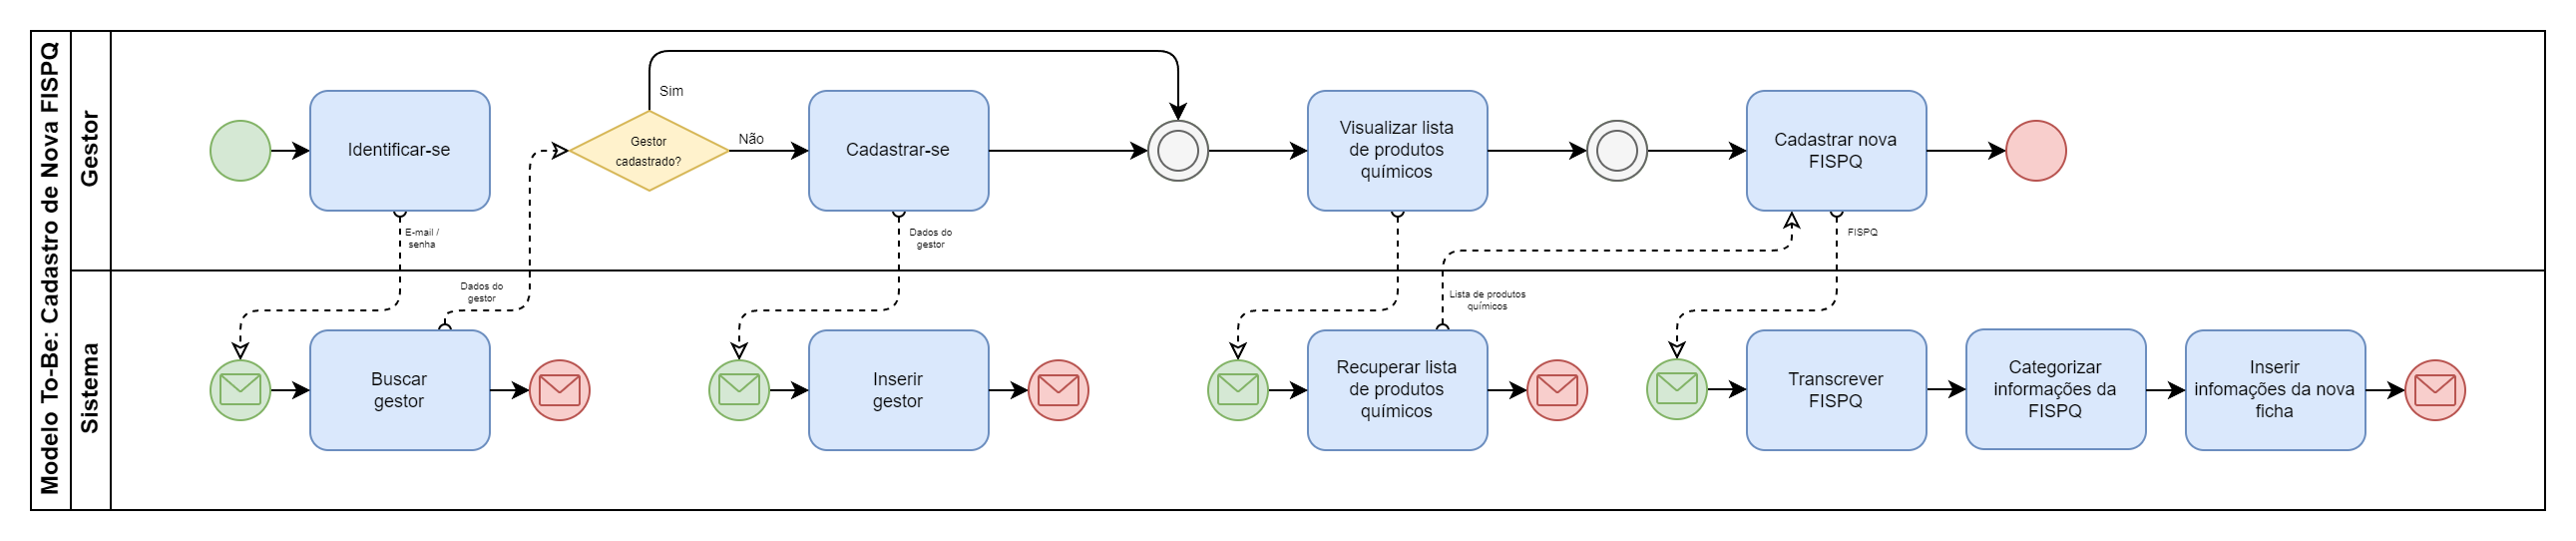 Modelo To-Be: Cadastro de Nova FISPQ
Gestor
Identificar-se
Sim
Gestor
cadastrado?
Não
Cadastrar-se
Visualizar lista
de produtos
químicos
Cadastrar nova
FISPQ
E-mail /
senha
Dados do
gestor
FISPQ
Sistema
Dados do
gestor
Lista de produtos
químicos
Buscar
gestor
Inserir
gestor
Recuperar lista
de produtos
químicos
Transcrever
FISPQ
Categorizar
informações da
FISPQ
Inserir
infomações da nova
ficha